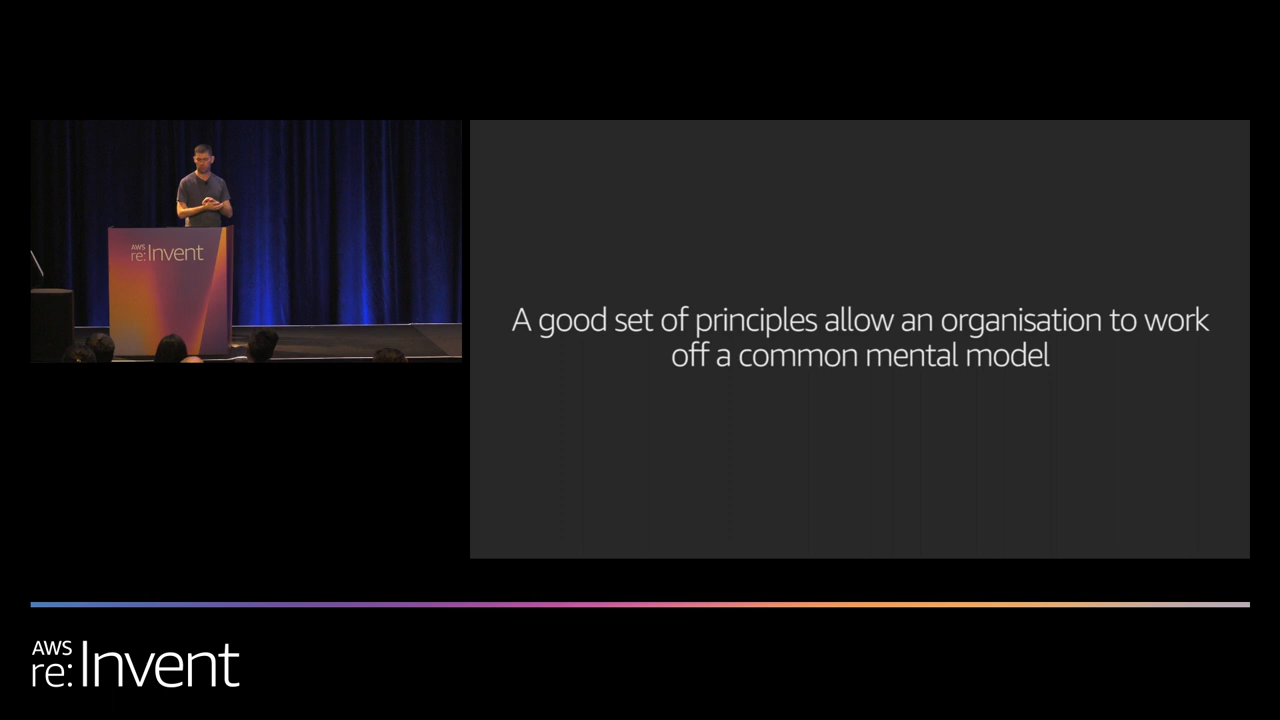 AWS
re:Invent
A good set of principles allow an organisation to work
off a common mental model
AWS
re:Invent